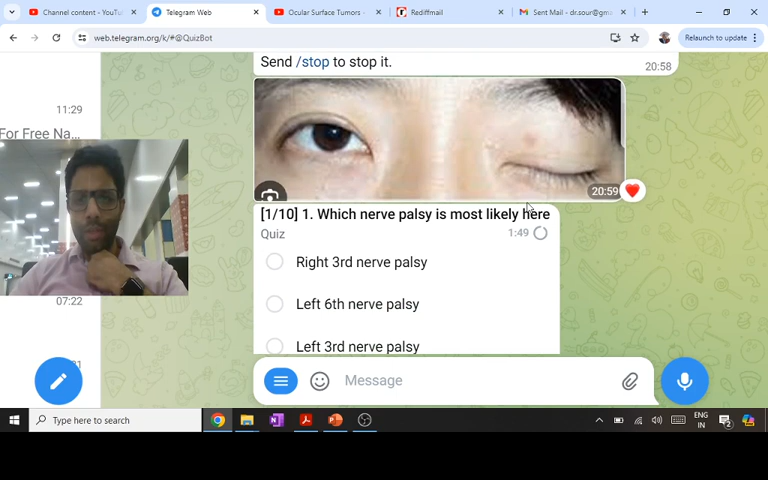 Channel content - YouTu
Telegram Web
Ocular Surface Tumors -
Rediffmail
Sent Mail - dr.sour@gma
web.telegram.org/k/#@QuizBot
Relaunch to update
Send /stop to stop it.
20:58
11:29
For Free Na...
20:59
[1/10] 1. Which nerve palsy is most likely here
Quiz
1:49
Right 3rd nerve palsy
07:22
Left 6th nerve palsy
Left 3rd nerve palsy
Message
Type here to search
ENG
IN
2